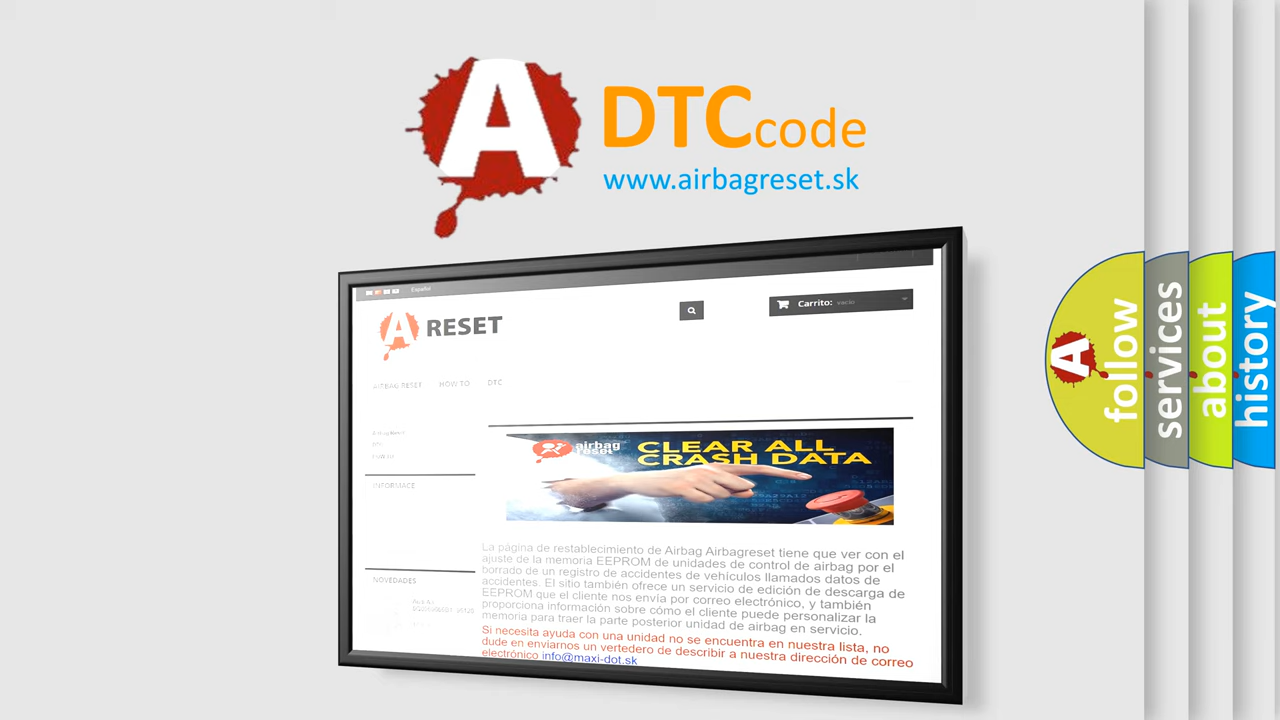 A DTCcode
www.airbagreset.sk
Español
A RESET
Carrito: vacío
AIRBAG RESET HOW TO DTC
INFORMACE
airbag
reset
CLEAR ALL
CRASH DATA
La página de restablecimiento de Airbag Airbagreset tiene que ver con el
ajuste de la memoria EEPROM de unidades de control de airbag por el
borrado de un registro de accidentes de vehículos llamados datos de
accidentes. El sitio también ofrece un servicio de edición de descarga de
EEPROM que el cliente nos envía por correo electrónico, y también
proporciona información sobre cómo el cliente puede personalizar la
memoria para traer la parte posterior unidad de airbag en servicio.
Si necesita ayuda con una unidad no se encuentra en nuestra lista, no
dude en enviarnos un vertedero de describir a nuestra dirección de correo
electrónico info@maxi-dot.sk
NOVEDADES
A follow
services
about
history